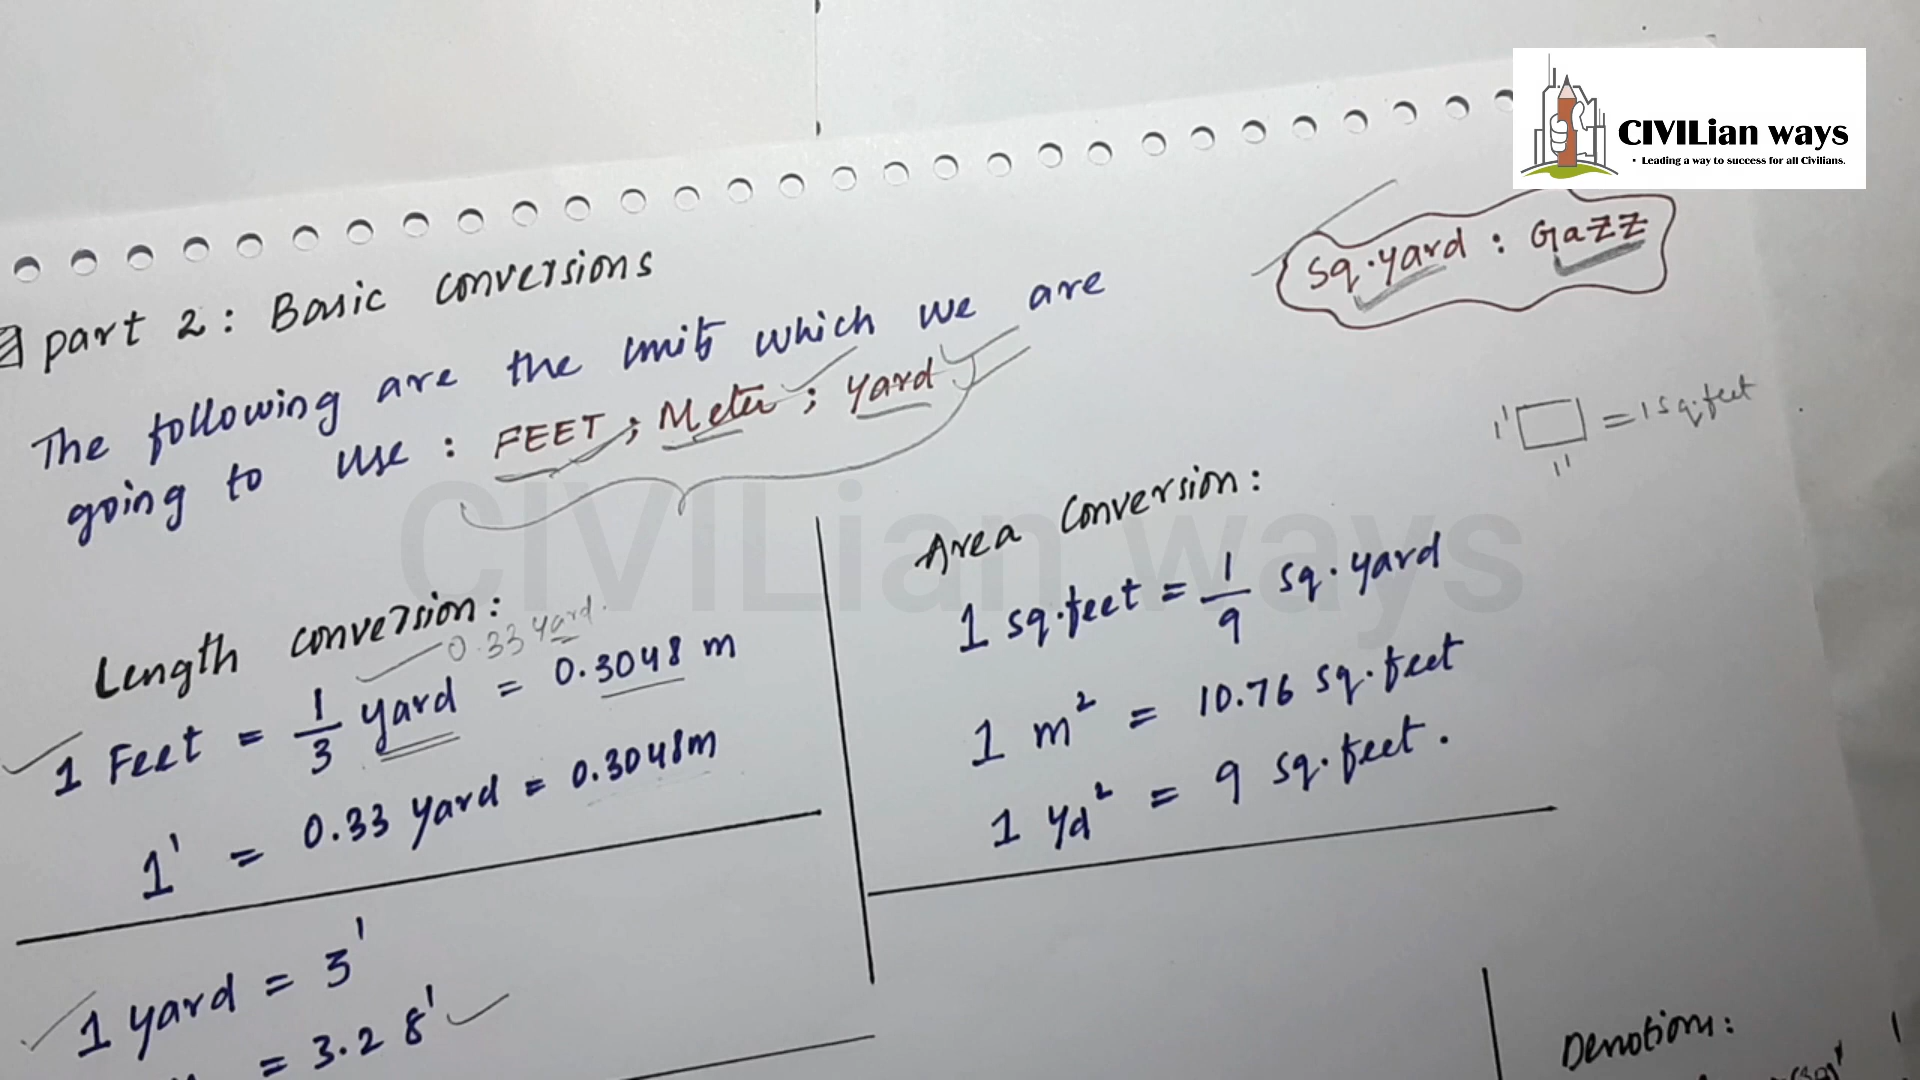 CIVILian ways
• Leading a way to success for all Civilians.
Sq.yard : GaZZ
part 2 : Basic conversions
The following are the units which we are
going to use : FEET ; Meter ; Yard
1' 1' = 1 sq.feet
CIVILian ways
Length conversion:
0.33 yard.
1 Feet = 1/3 yard = 0.3048 m
1' = 0.33 yard = 0.3048m
1 yard = 3'
= 3.28'
Area Conversion:
1 sq.feet = 1/9 sq.yard
1 m² = 10.76 sq.feet
1 yd² = 9 sq.feet.
Denotion: